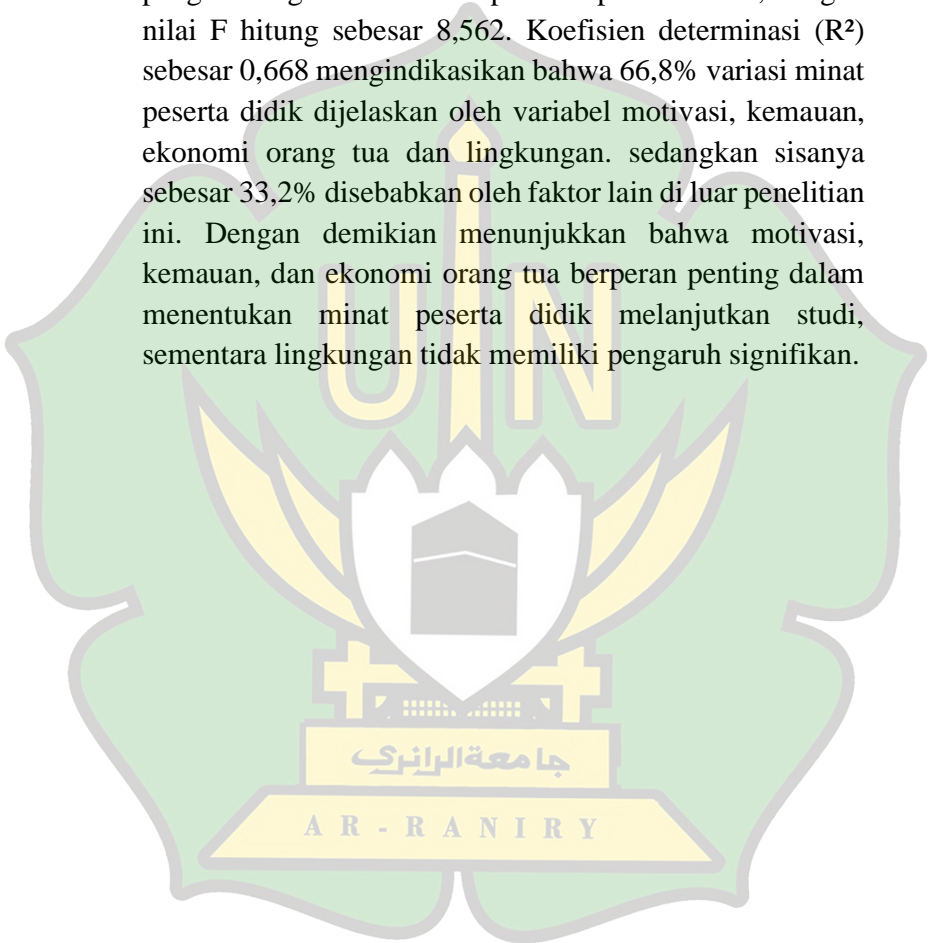 nilai F hitung sebesar 8,562. Koefisien determinasi (R²)
sebesar 0,668 mengindikasikan bahwa 66,8% variasi minat
peserta didik dijelaskan oleh variabel motivasi, kemauan,
ekonomi orang tua dan lingkungan. sedangkan sisanya
sebesar 33,2% disebabkan oleh faktor lain di luar penelitian
ini. Dengan demikian menunjukkan bahwa motivasi,
kemauan, dan ekonomi orang tua berperan penting dalam
menentukan minat peserta didik melanjutkan studi,
sementara lingkungan tidak memiliki pengaruh signifikan.
UIN
جامعة الرانري
AR-RANIRY